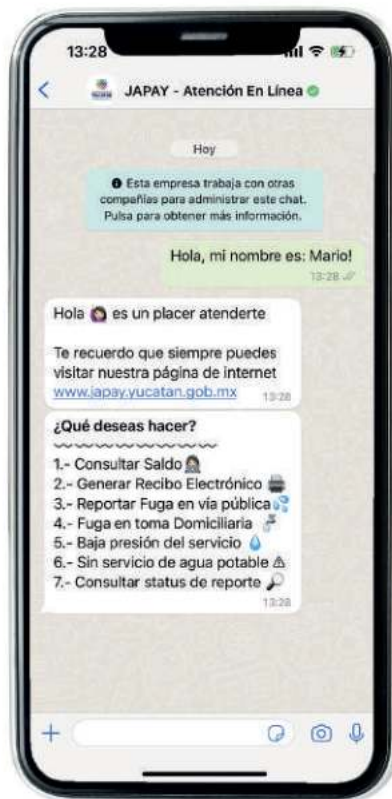 13:28
JAPAY - Atención En Línea
Hoy
Esta empresa trabaja con otras
compañías para administrar este chat.
Pulsa para obtener más información.
Hola, mi nombre es: Mario!
13:28
Hola 🙋🏻‍♀️ es un placer atenderte
Te recuerdo que siempre puedes
visitar nuestra página de internet
www.japay.yucatan.gob.mx 13:28
¿Qué deseas hacer?
1.- Consultar Saldo
2.- Generar Recibo Electrónico
3.- Reportar Fuga en vía pública
4.- Fuga en toma Domiciliaria
5.- Baja presión del servicio
6.- Sin servicio de agua potable
7.- Consultar status de reporte
13:28